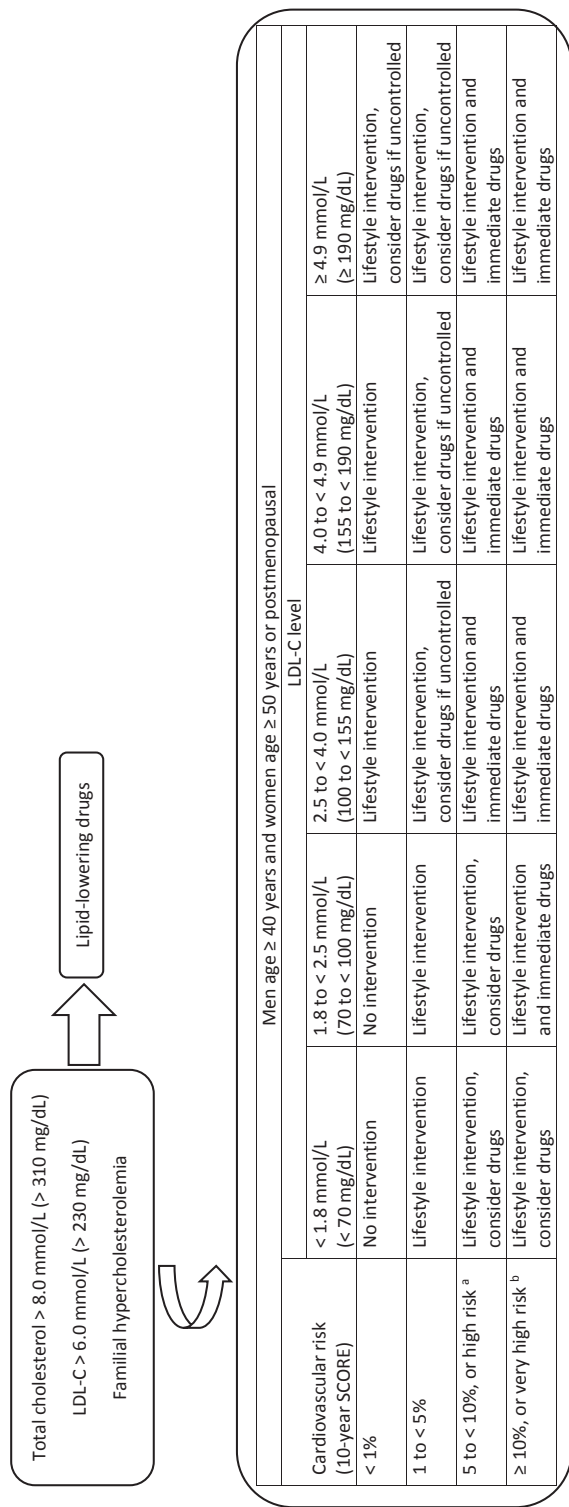 Total cholesterol > 8.0 mmol/L (> 310 mg/dL)
LDL-C > 6.0 mmol/L (> 230 mg/dL)
Familial hypercholesterolemia
Lipid-lowering drugs
Men age ≥ 40 years and women age ≥ 50 years or postmenopausal
LDL-C level
Cardiovascular risk
(10-year SCORE)
< 1.8 mmol/L
(< 70 mg/dL)
1.8 to < 2.5 mmol/L
(70 to < 100 mg/dL)
2.5 to < 4.0 mmol/L
(100 to < 155 mg/dL)
4.0 to < 4.9 mmol/L
(155 to < 190 mg/dL)
≥ 4.9 mmol/L
(≥ 190 mg/dL)
< 1%
No intervention
No intervention
Lifestyle intervention
Lifestyle intervention
Lifestyle intervention,
consider drugs if uncontrolled
1 to < 5%
Lifestyle intervention
Lifestyle intervention
Lifestyle intervention,
consider drugs if uncontrolled
Lifestyle intervention,
consider drugs if uncontrolled
Lifestyle intervention,
consider drugs if uncontrolled
5 to < 10%, or high risk a
Lifestyle intervention,
consider drugs
Lifestyle intervention,
consider drugs
Lifestyle intervention and
immediate drugs
Lifestyle intervention and
immediate drugs
Lifestyle intervention and
immediate drugs
≥ 10%, or very high risk b
Lifestyle intervention,
consider drugs
Lifestyle intervention
and immediate drugs
Lifestyle intervention and
immediate drugs
Lifestyle intervention and
immediate drugs
Lifestyle intervention and
immediate drugs